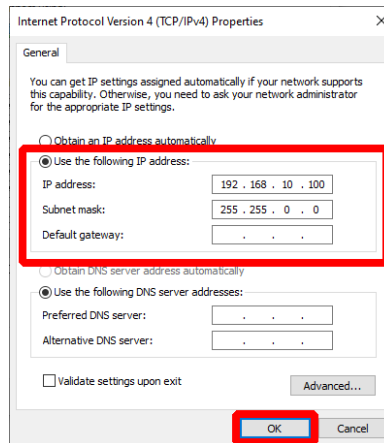 Internet Protocol Version 4 (TCP/IPv4) Properties
General
You can get IP settings assigned automatically if your network supports
this capability. Otherwise, you need to ask your network administrator
for the appropriate IP settings.
Obtain an IP address automatically
Use the following IP address:
IP address: 192 . 168 . 10 . 100
Subnet mask: 255 . 255 . 0 . 0
Default gateway: . . .
Obtain DNS server address automatically
Use the following DNS server addresses:
Preferred DNS server: . . .
Alternative DNS server: . . .
Validate settings upon exit
Advanced...
OK Cancel